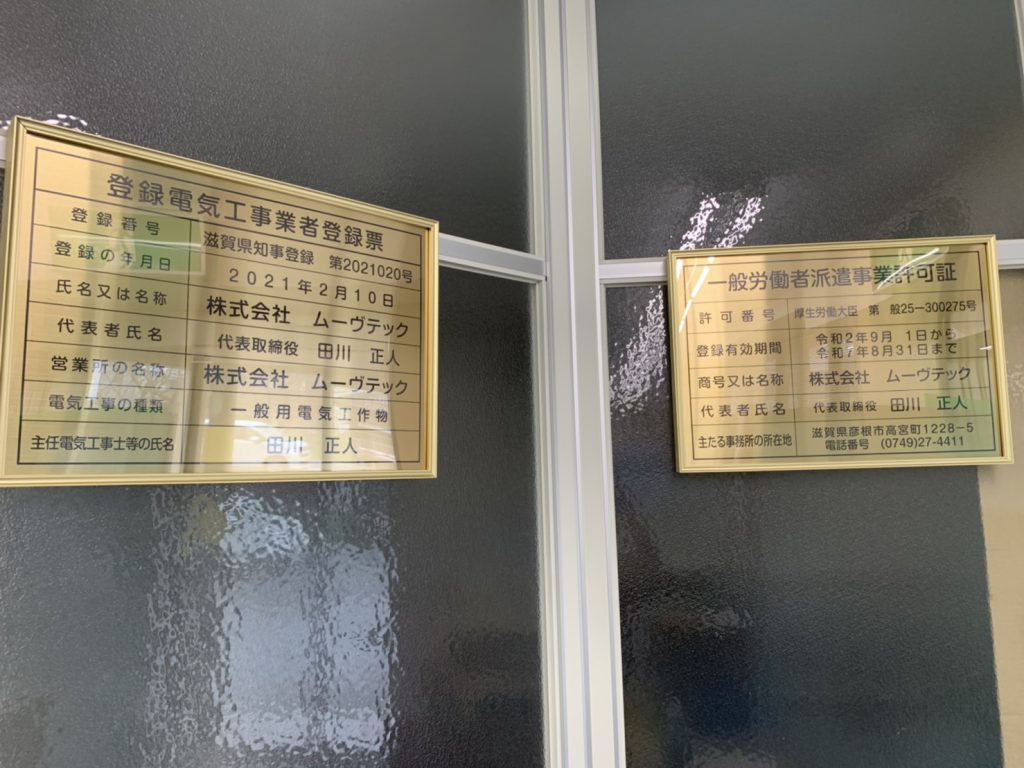 登録電気工事業者登録票
登録番号 滋賀県知事登録 第2021020号
登録の年月日 2021年2月10日
氏名又は名称 株式会社 ムーヴテック
代表者氏名 代表取締役 田川 正人
営業所の名称 株式会社 ムーヴテック
電気工事の種類 一般用電気工作物
主任電気工事士等の氏名 田川 正人
一般労働者派遣事業許可証
許可番号 厚生労働大臣 第 般25-300275号
登録有効期間 令和2年9月 1日から
令和7年8月31日まで
商号又は名称 株式会社 ムーヴテック
代表者氏名 代表取締役 田川 正人
主たる事務所の所在地 滋賀県彦根市高宮町1228-5
電話番号 (0749)27-4411